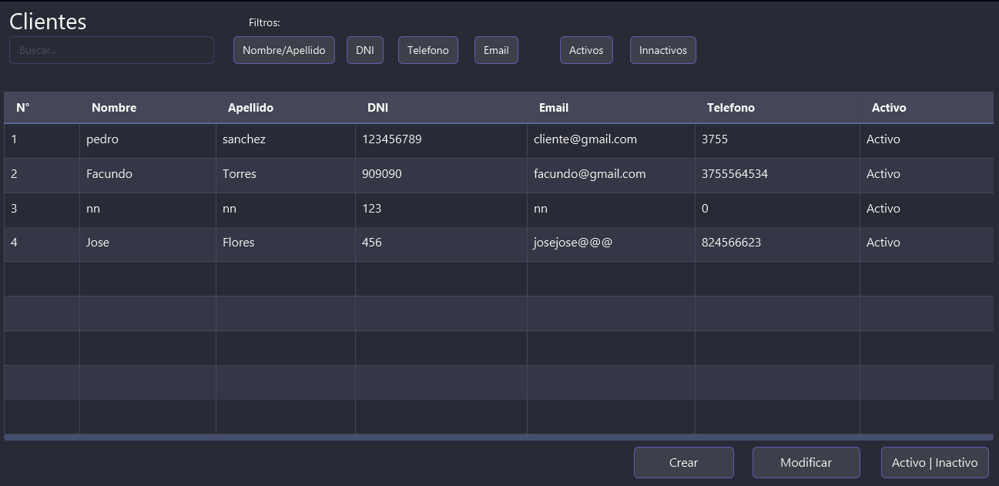 Clientes
Filtros:
Buscar...
Nombre/Apellido DNI Telefono Email Activos Innactivos
N° Nombre Apellido DNI Email Telefono Activo
1 pedro sanchez 123456789 cliente@gmail.com 3755 Activo
2 Facundo Torres 909090 facundo@gmail.com 3755564534 Activo
3 nn nn 123 nn 0 Activo
4 Jose Flores 456 josejose@@@ 824566623 Activo
Crear Modificar Activo | Inactivo